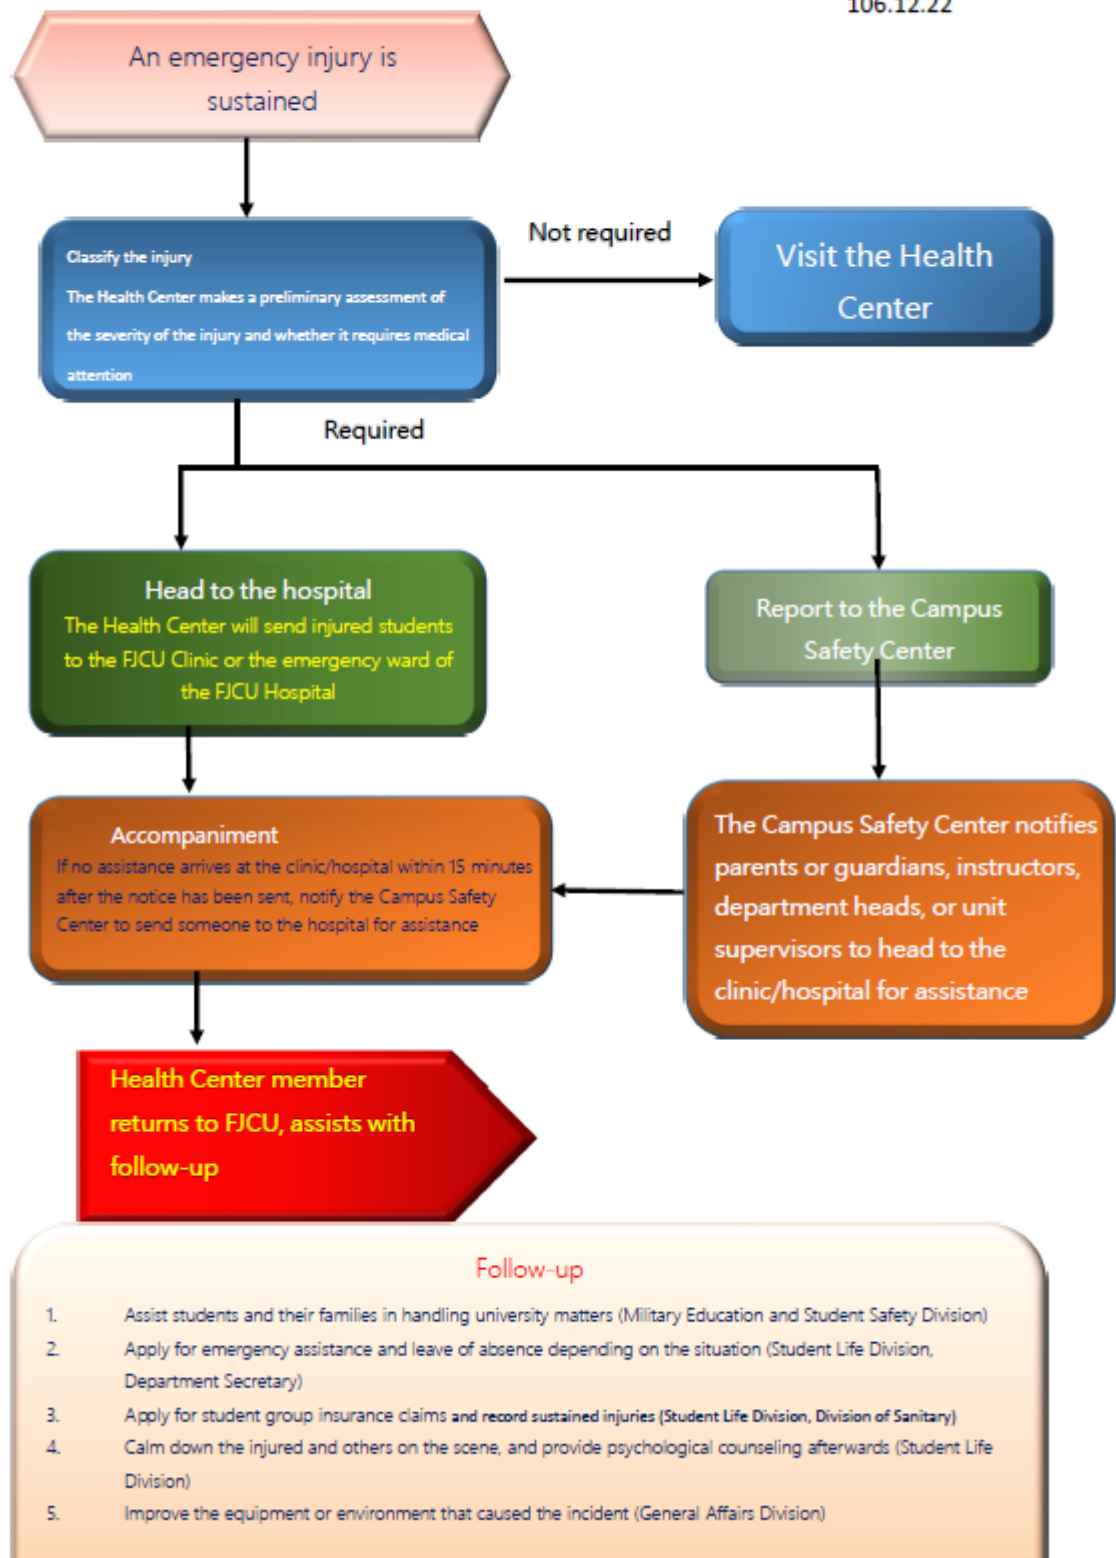 106.12.22
An emergency injury is
sustained
Classify the injury
The Health Center makes a preliminary assessment of
the severity of the injury and whether it requires medical
attention
Not required
Visit the Health
Center
Required
Head to the hospital
The Health Center will send injured students
to the FJCU Clinic or the emergency ward of
the FJCU Hospital
Report to the Campus
Safety Center
Accompaniment
If no assistance arrives at the clinic/hospital within 15 minutes
after the notice has been sent, notify the Campus Safety
Center to send someone to the hospital for assistance
The Campus Safety Center notifies
parents or guardians, instructors,
department heads, or unit
supervisors to head to the
clinic/hospital for assistance
Health Center member
returns to FJCU, assists with
follow-up
Follow-up
1. Assist students and their families in handling university matters (Military Education and Student Safety Division)
2. Apply for emergency assistance and leave of absence depending on the situation (Student Life Division,
Department Secretary)
3. Apply for student group insurance claims and record sustained injuries (Student Life Division, Division of Sanitary)
4. Calm down the injured and others on the scene, and provide psychological counseling afterwards (Student Life
Division)
5. Improve the equipment or environment that caused the incident (General Affairs Division)